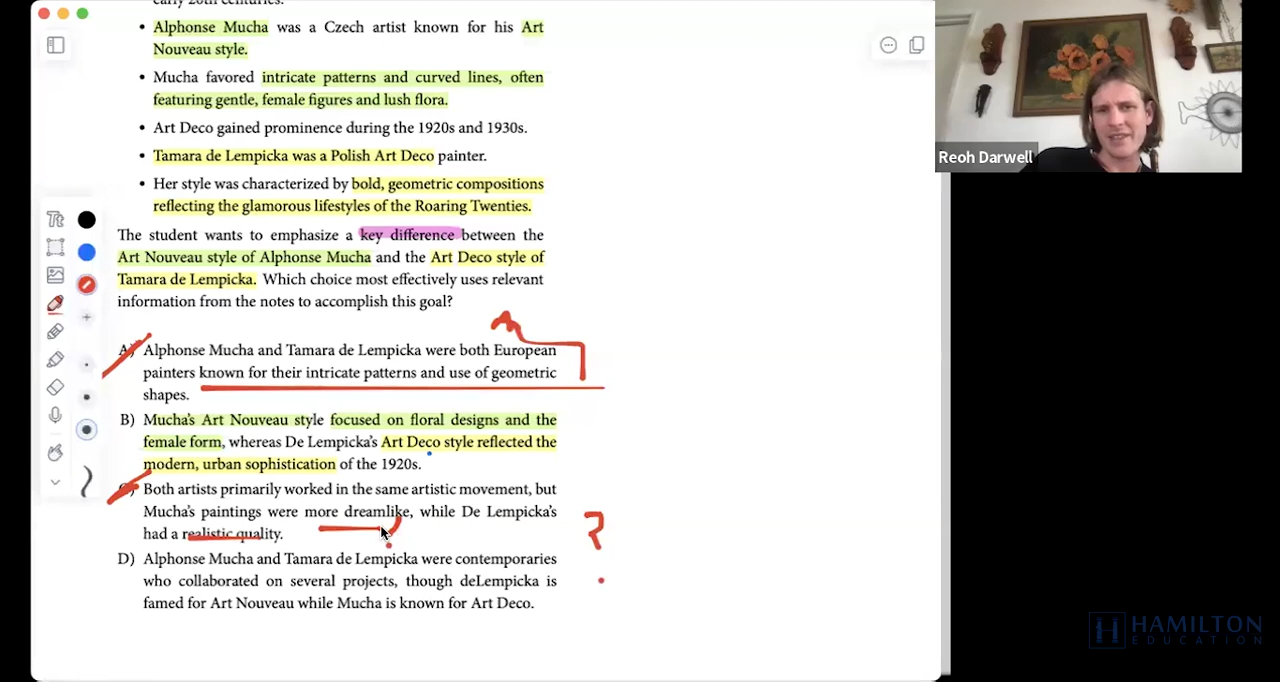 early 20th centuries.
• Alphonse Mucha was a Czech artist known for his Art
Nouveau style.
• Mucha favored intricate patterns and curved lines, often
featuring gentle, female figures and lush flora.
• Art Deco gained prominence during the 1920s and 1930s.
• Tamara de Lempicka was a Polish Art Deco painter.
• Her style was characterized by bold, geometric compositions
reflecting the glamorous lifestyles of the Roaring Twenties.
The student wants to emphasize a key difference between the
Art Nouveau style of Alphonse Mucha and the Art Deco style of
Tamara de Lempicka. Which choice most effectively uses relevant
information from the notes to accomplish this goal?
A) Alphonse Mucha and Tamara de Lempicka were both European
painters known for their intricate patterns and use of geometric
shapes.
B) Mucha's Art Nouveau style focused on floral designs and the
female form, whereas De Lempicka's Art Deco style reflected the
modern, urban sophistication of the 1920s.
C) Both artists primarily worked in the same artistic movement, but
Mucha's paintings were more dreamlike, while De Lempicka's
had a realistic quality.
?
D) Alphonse Mucha and Tamara de Lempicka were contemporaries
who collaborated on several projects, though deLempicka is
famed for Art Nouveau while Mucha is known for Art Deco.
Tt
Reoh Darwell
HAMILTON
EDUCATION